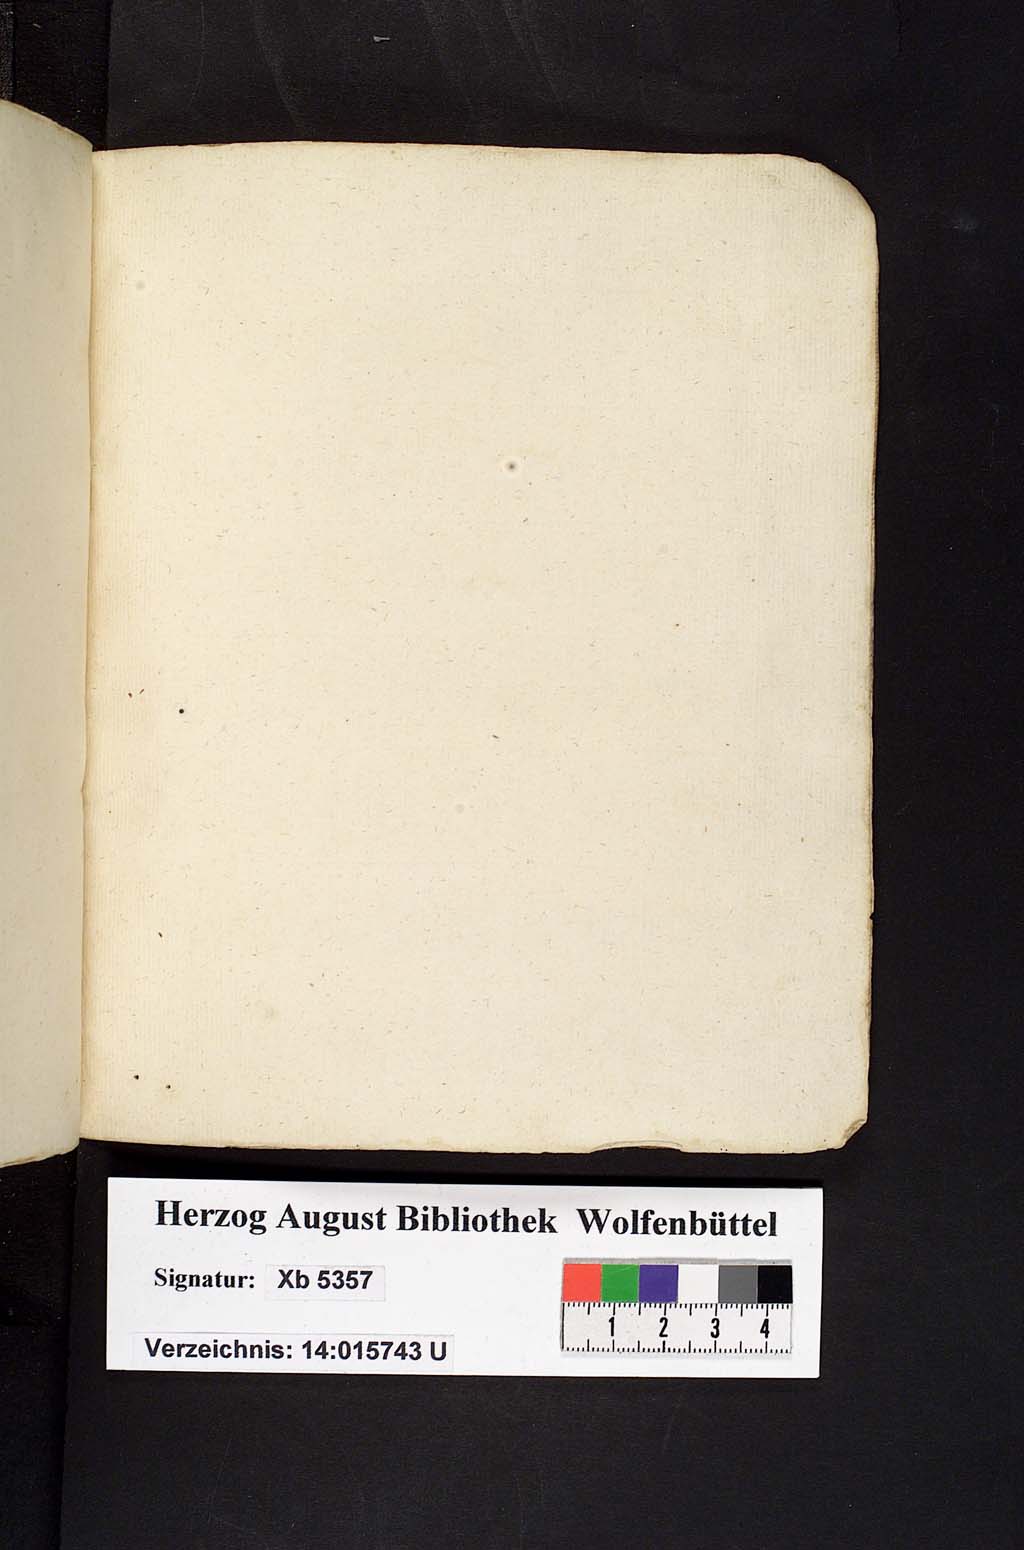 Herzog August Bibliothek Wolfenbüttel
Signatur: Xb 5357
Verzeichnis: 14:015743 U
1 2 3 4